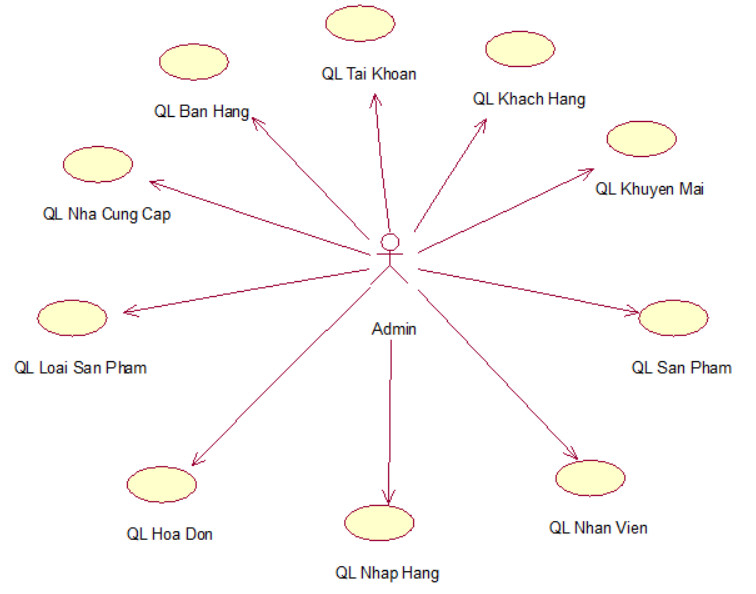 QL Tai Khoan
QL Khach Hang
QL Ban Hang
QL Khuyen Mai
QL Nha Cung Cap
Admin
QL Loai San Pham
QL San Pham
QL Nhan Vien
QL Hoa Don
QL Nhap Hang